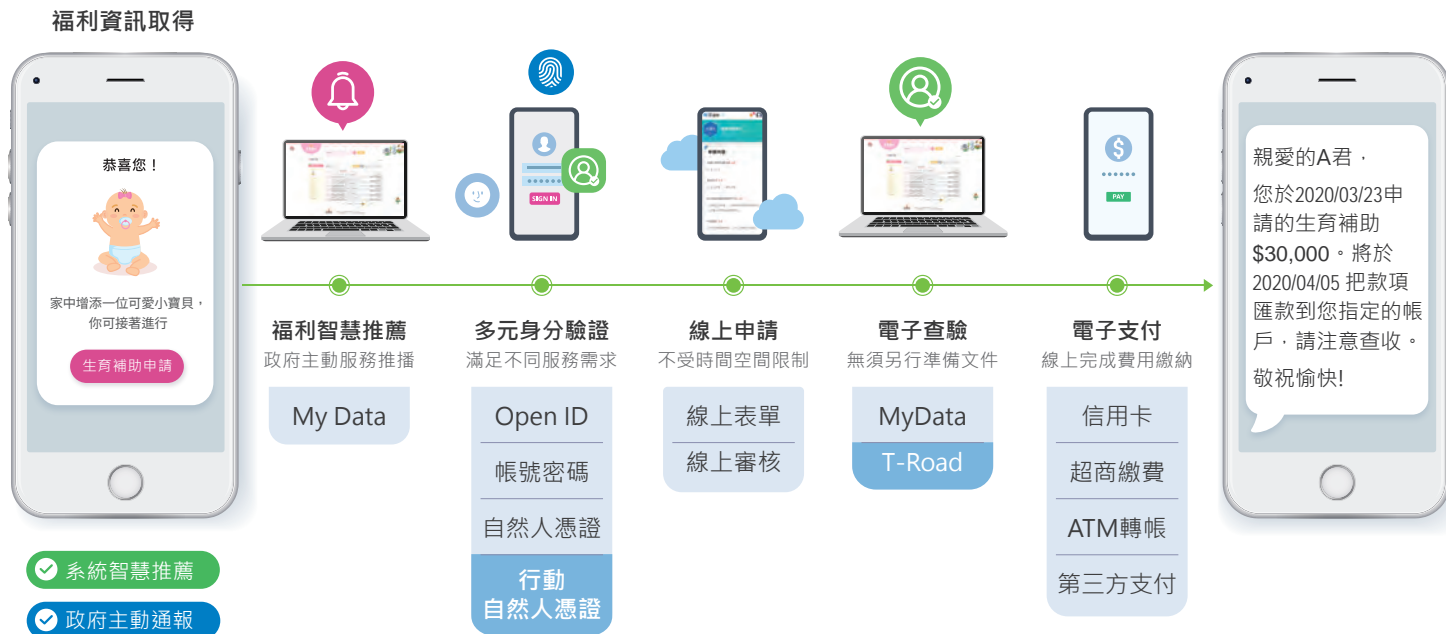 福利資訊取得
恭喜您！
家中增添一位可愛小寶貝，
你可接著進行
生育補助申請
系統智慧推薦
政府主動通報
福利智慧推薦
政府主動服務推播
My Data
SIGN IN
多元身分驗證
滿足不同服務需求
Open ID
帳號密碼
自然人憑證
行動
自然人憑證
線上申請
不受時間空間限制
線上表單
線上審核
電子查驗
無須另行準備文件
MyData
T-Road
$
PAY
電子支付
線上完成費用繳納
信用卡
超商繳費
ATM轉帳
第三方支付
親愛的A君，
您於2020/03/23申
請的生育補助
$30,000。將於
2020/04/05 把款項
匯款到您指定的帳
戶，請注意查收。
敬祝愉快!